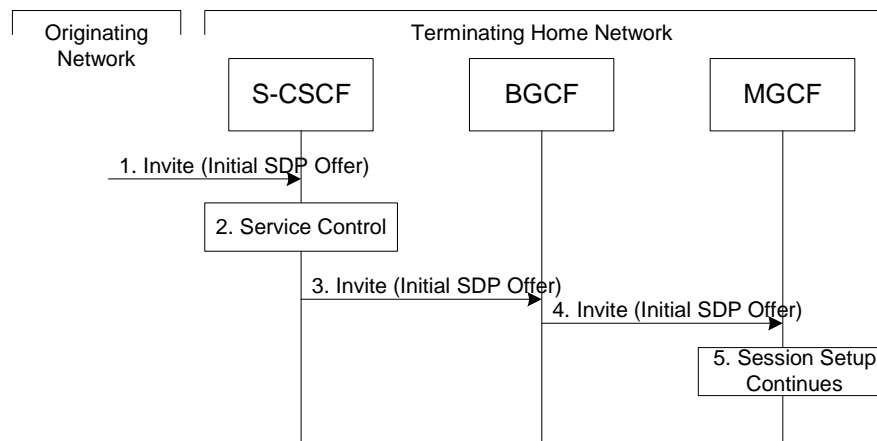 Originating
Network
Terminating Home Network
S-CSCF
BGCF
MGCF
1. Invite (Initial SDP Offer)
2. Service Control
3. Invite (Initial SDP Offer)
4. Invite (Initial SDP Offer)
5. Session Setup
Continues